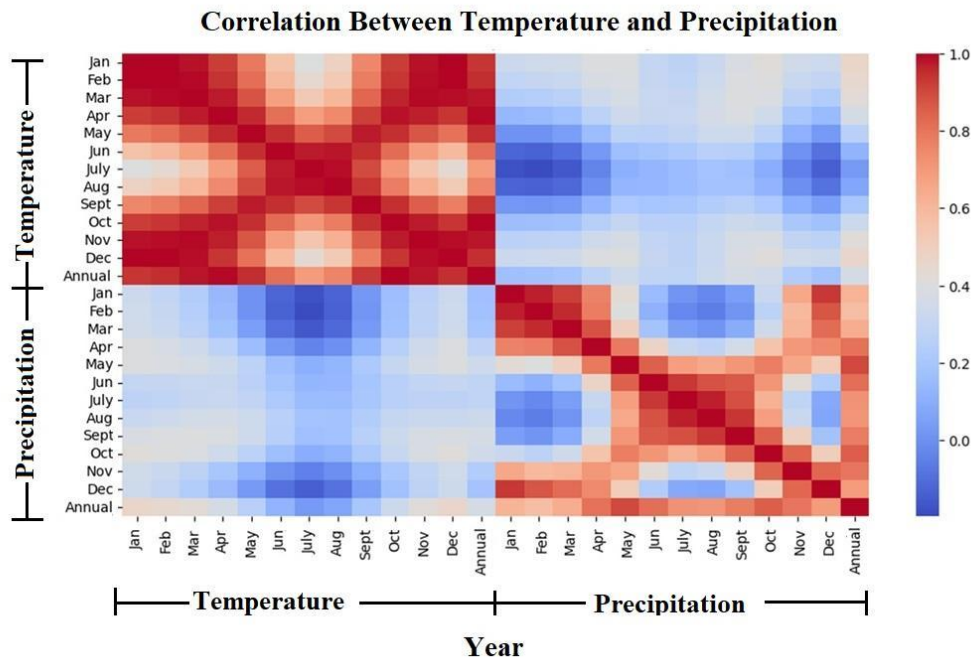 Correlation Between Temperature and Precipitation
Temperature
Jan
Feb
Mar
Apr
May
Jun
July
Aug
Sept
Oct
Nov
Dec
Annual
Precipitation
Jan
Feb
Mar
Apr
May
Jun
July
Aug
Sept
Oct
Nov
Dec
Annual
1.0
0.8
0.6
0.4
0.2
0.0
Jan Feb Mar Apr May Jun July Aug Sept Oct Nov Dec Annual Jan Feb Mar Apr May Jun July Aug Sept Oct Nov Dec Annual
Temperature Precipitation
Year